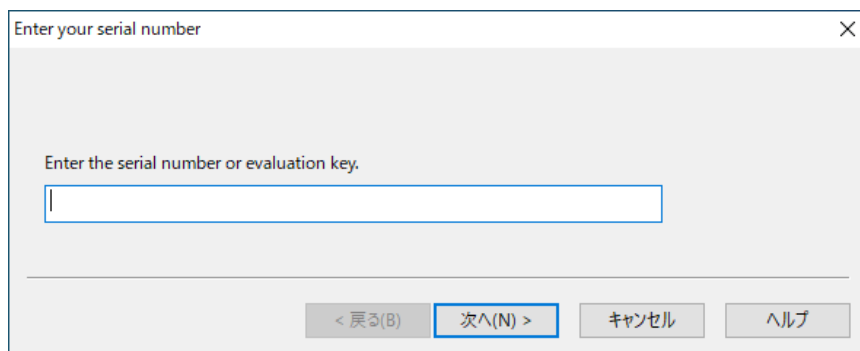 Enter your serial number
Enter the serial number or evaluation key.
< 戻る(B) 次へ(N) > キャンセル ヘルプ